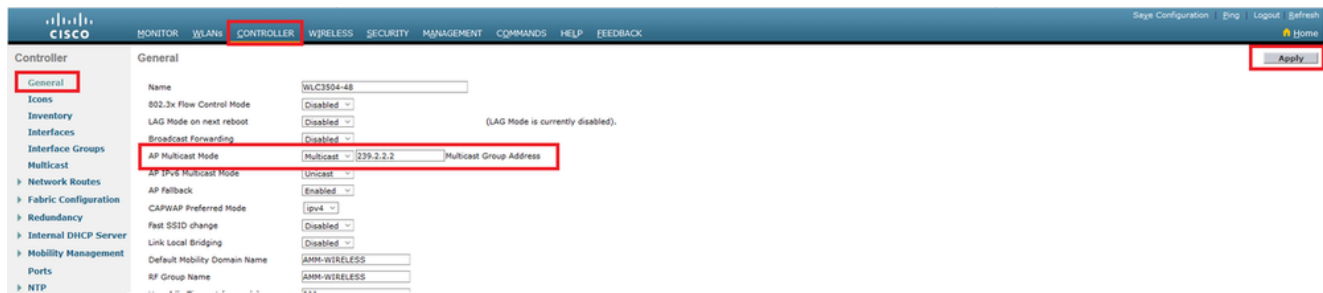 Save Configuration Ping Logout Refresh
CISCO MONITOR WLANs CONTROLLER WIRELESS SECURITY MANAGEMENT COMMANDS HELP FEEDBACK Home
Controller
General
Icons
Inventory
Interfaces
Interface Groups
Multicast
Network Routes
Fabric Configuration
Redundancy
Internal DHCP Server
Mobility Management
Ports
NTP
General
Apply
Name WLC3504-48
802.3x Flow Control Mode Disabled
LAG Mode on next reboot Disabled (LAG Mode is currently disabled).
Broadcast Forwarding Disabled
AP Multicast Mode Multicast 239.2.2.2 Multicast Group Address
AP IPv6 Multicast Mode Unicast
AP Fallback Enabled
CAPWAP Preferred Mode ipv4
Fast SSID change Disabled
Link Local Bridging Disabled
Default Mobility Domain Name AMM-WIRELESS
RF Group Name AMM-WIRELESS